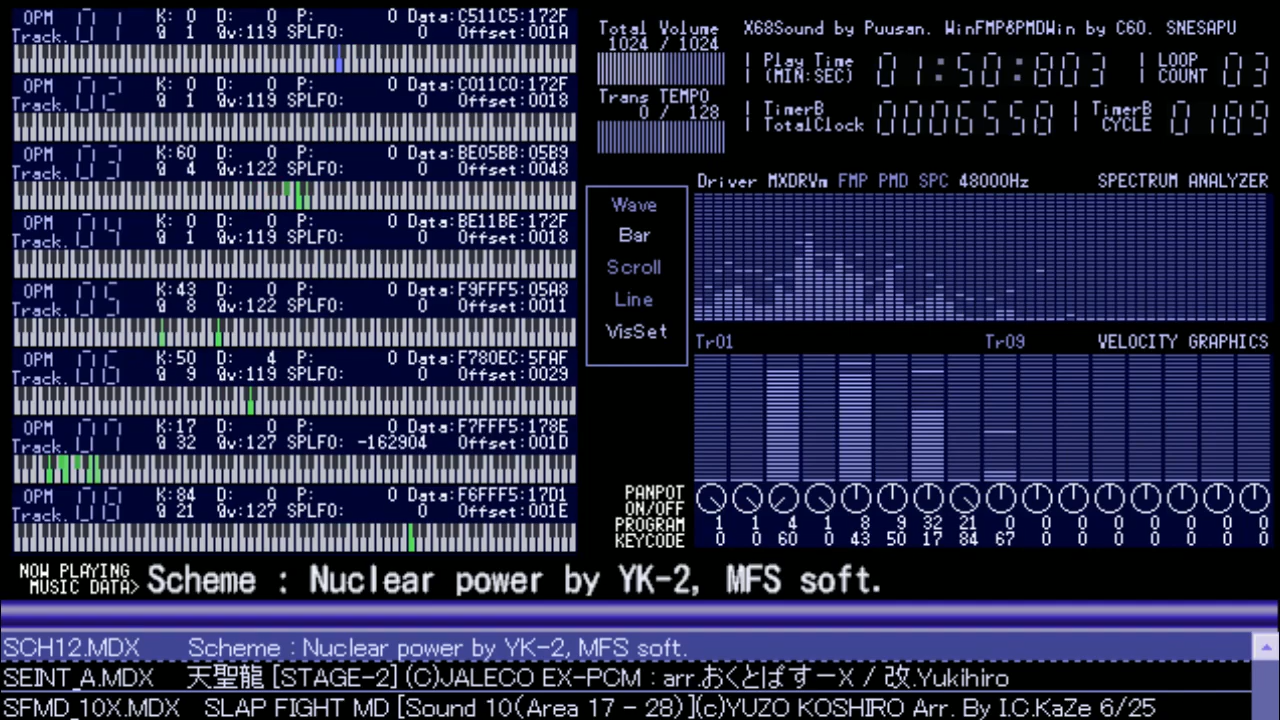 OPM K: 0 D: 0 P: 0 Data:C511C5:172F
Track. 01 @ 1 @v:119 SPLFO: 0 Offset:001A
OPM K: 0 D: 0 P: 0 Data:C011C0:172F
Track. 02 @ 1 @v:119 SPLFO: 0 Offset:0018
OPM K:60 D: 0 P: 0 Data:BE05BB:05B9
Track. 03 @ 4 @v:122 SPLFO: 0 Offset:0048
OPM K: 0 D: 0 P: 0 Data:BE11BE:172F
Track. 04 @ 1 @v:119 SPLFO: 0 Offset:0018
OPM K:43 D: 0 P: 0 Data:F9FFF5:05A8
Track. 05 @ 8 @v:122 SPLFO: 0 Offset:0011
OPM K:50 D: 4 P: 0 Data:F780EC:5FAF
Track. 06 @ 9 @v:119 SPLFO: 0 Offset:0029
OPM K:17 D: 0 P: 0 Data:F7FFF5:178E
Track. 07 @ 32 @v:127 SPLFO: -162904 Offset:001D
OPM K:84 D: 0 P: 0 Data:F6FFF5:17D1
Track. 08 @ 21 @v:127 SPLFO: 0 Offset:001E
Total Volume
1024 / 1024
Trans TEMPO
0 / 128
X68Sound by Puusan. WinFMP&PMDWin by C60. SNESAPU
Play Time (MIN:SEC) 01:50:803 LOOP COUNT 03
TimerB TotalClock 0006558 TimerB CYCLE 0189
Wave
Bar
Scroll
Line
VisSet
Driver MXDRVm FMP PMD SPC 48000Hz SPECTRUM ANALYZER
Tr01 Tr09 VELOCITY GRAPHICS
PANPOT
ON/OFF
PROGRAM 1 1 4 1 8 9 32 21 0 0 0 0 0 0 0 0
KEYCODE 0 0 60 0 43 50 17 84 67 0 0 0 0 0 0 0
NOW PLAYING
MUSIC DATA> Scheme : Nuclear power by YK-2, MFS soft.
SCH12.MDX Scheme : Nuclear power by YK-2, MFS soft.
SEINT_A.MDX 天聖龍 [STAGE-2] (C)JALECO EX-PCM : arr.おくとぱすーX / 改.Yukihiro
SFMD_10X.MDX SLAP FIGHT MD [Sound 10(Area 17 - 28)](c)YUZO KOSHIRO Arr. By I.C.KaZe 6/25